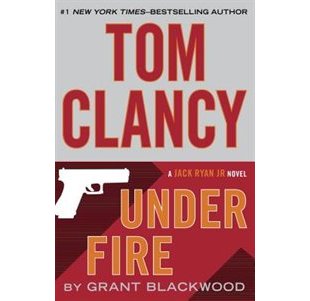 #1 NEW YORK TIMES–BESTSELLING AUTHOR
TOM
CLANCY
A JACK RYAN JR NOVEL
UNDER
FIRE
BY GRANT BLACKWOOD